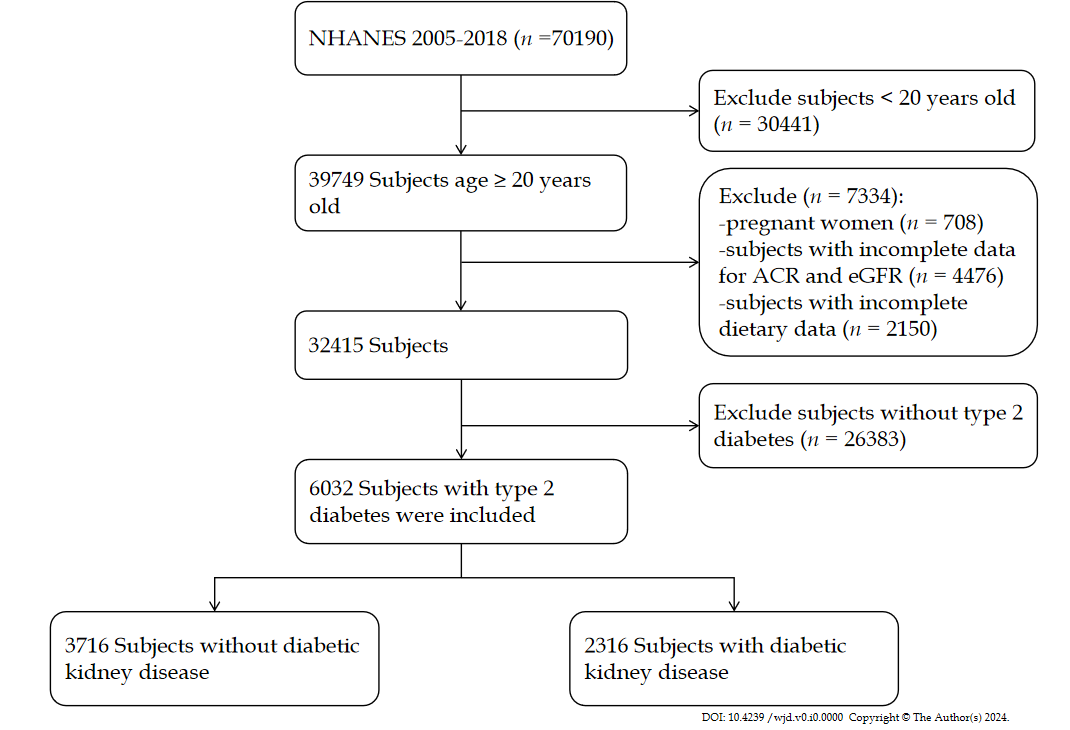 NHANES 2005-2018 (n =70190)
Exclude subjects < 20 years old
(n = 30441)
39749 Subjects age ≥ 20 years
old
Exclude (n = 7334):
-pregnant women (n = 708)
-subjects with incomplete data
for ACR and eGFR (n = 4476)
-subjects with incomplete
dietary data (n = 2150)
32415 Subjects
Exclude subjects without type 2
diabetes (n = 26383)
6032 Subjects with type 2
diabetes were included
3716 Subjects without diabetic
kidney disease
2316 Subjects with diabetic
kidney disease
DOI: 10.4239 /wjd.v0.i0.0000 Copyright © The Author(s) 2024.